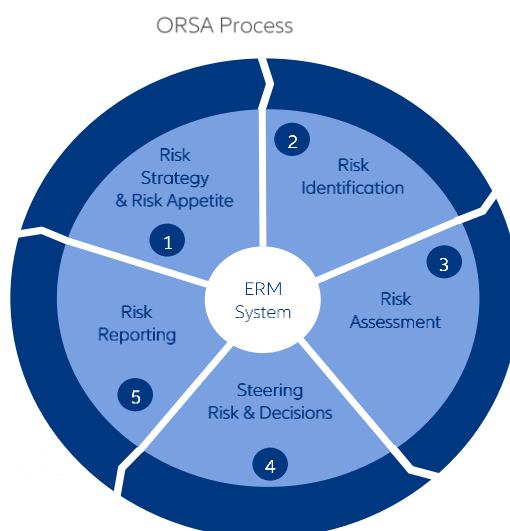 ORSA Process
Risk
Strategy
& Risk Appetite
1
2
Risk
Identification
3
Risk
Assessment
Steering
Risk & Decisions
4
Risk
Reporting
5
ERM
System